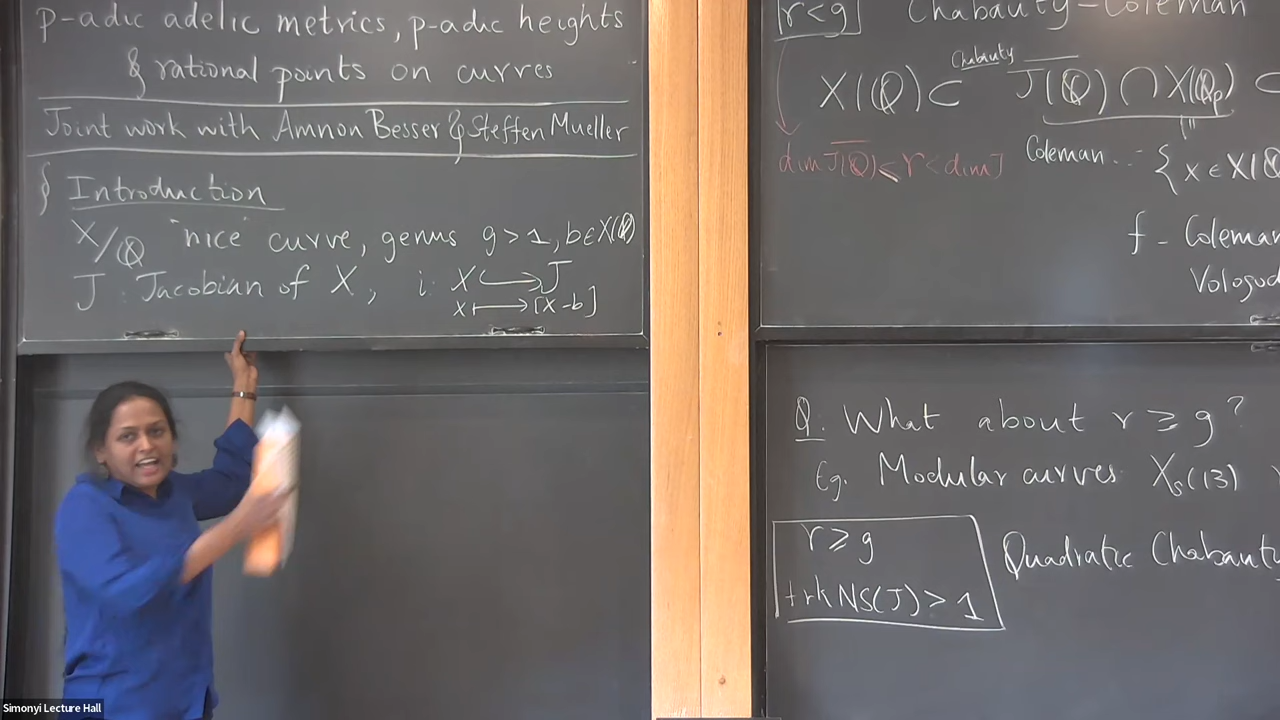 p-adic adelic metrics, p-adic heights
& rational points on curves
Joint work with Amnon Besser & Steffen Mueller
§ Introduction
X/ℚ "nice" curve, genus g > 1, b ∈ X(ℚ)
J : Jacobian of X, i: X ↪ J
x ⟼ [x-b]
r<g Chabauty-Coleman
Chabauty
X(ℚ) ⊂ J(ℚ) ∩ X(ℚp) ⊂
dim J(ℚ) ≤ r < dim J
Coleman { x ∈ X(ℚ
f - Coleman
Vologod
Q. What about r ≥ g?
Eg. Modular curves Xs(13)
r ≥ g
+ rk NS(J) > 1
Quadratic Chabauty
Simonyi Lecture Hall